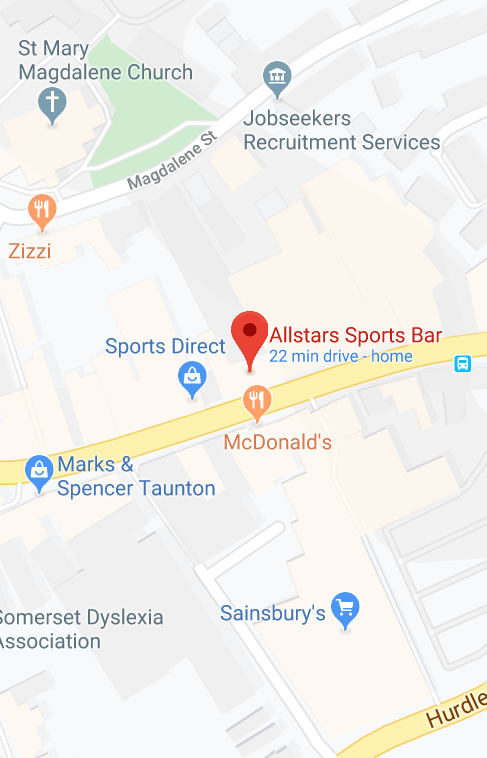 St Mary
Magdalene Church
Jobseekers
Recruitment Services
Magdalene St
Zizzi
Allstars Sports Bar
22 min drive - home
Sports Direct
McDonald's
Marks &
Spencer Taunton
Sainsbury's
Somerset Dyslexia
Association
Hurdle